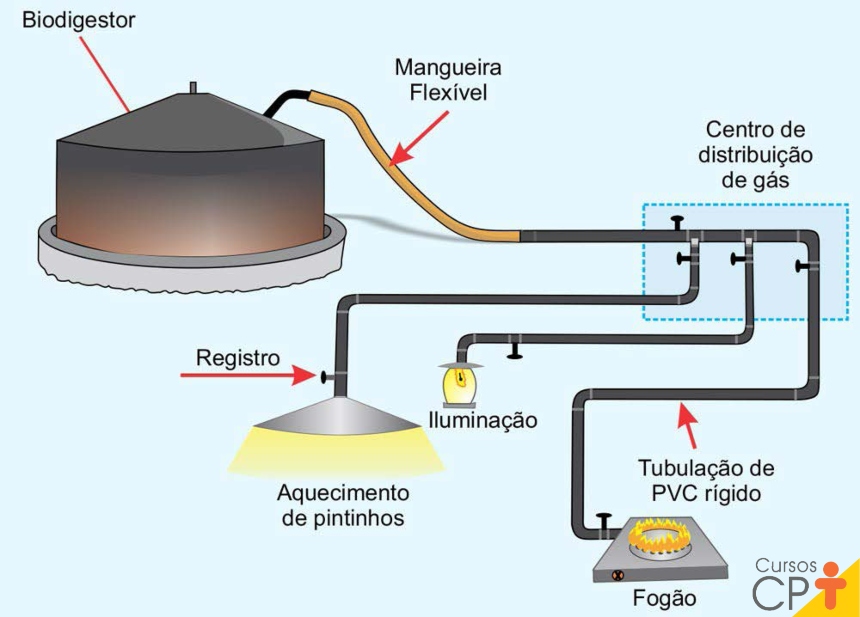 Biodigestor
Mangueira
Flexível
Centro de
distribuição
de gás
Registro
Iluminação
Aquecimento
de pintinhos
Tubulação de
PVC rígido
Fogão
Cursos
CPT